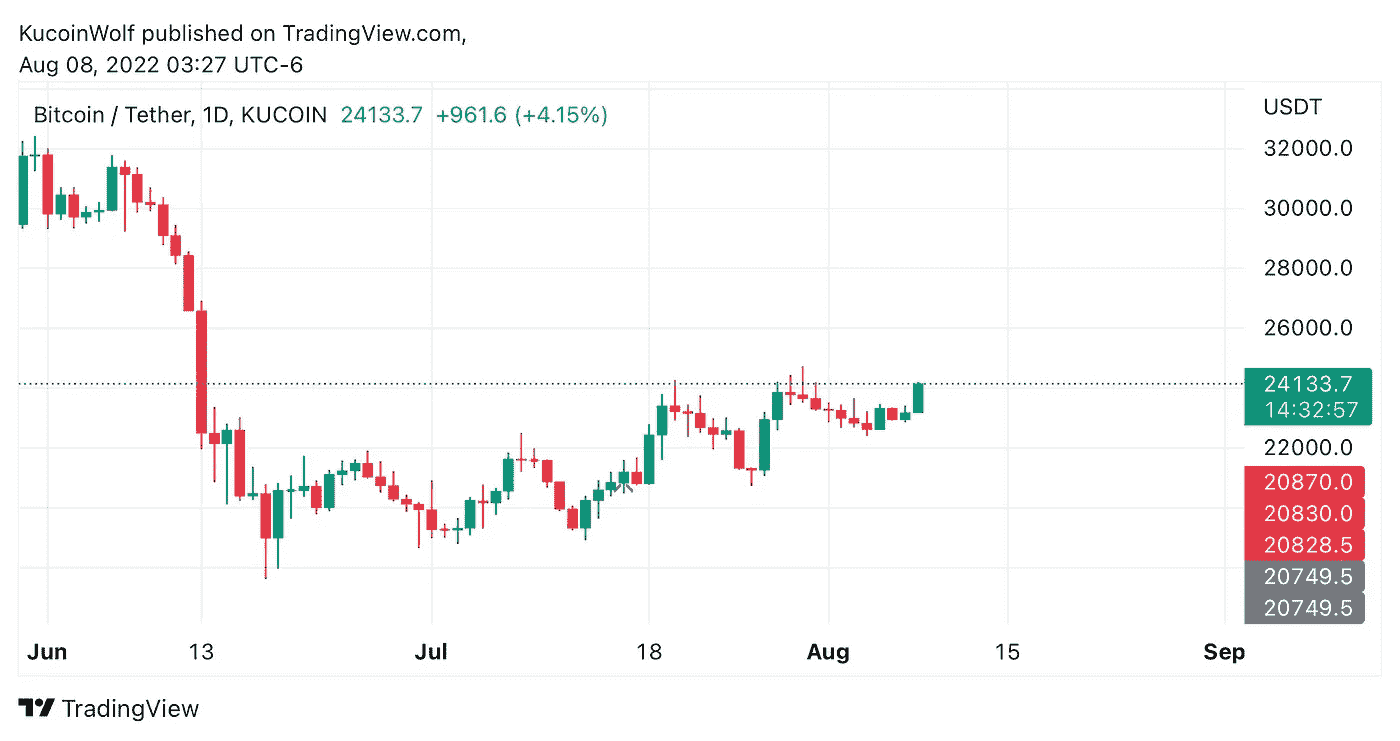 KucoinWolf published on TradingView.com,
Aug 08, 2022 03:27 UTC-6
Bitcoin / Tether, 1D, KUCOIN 24133.7 +961.6 (+4.15%)
USDT
32000.0
30000.0
28000.0
26000.0
24133.7
14:32:57
22000.0
20870.0
20830.0
20828.5
20749.5
20749.5
Jun 13 Jul 18 Aug 15 Sep
TradingView